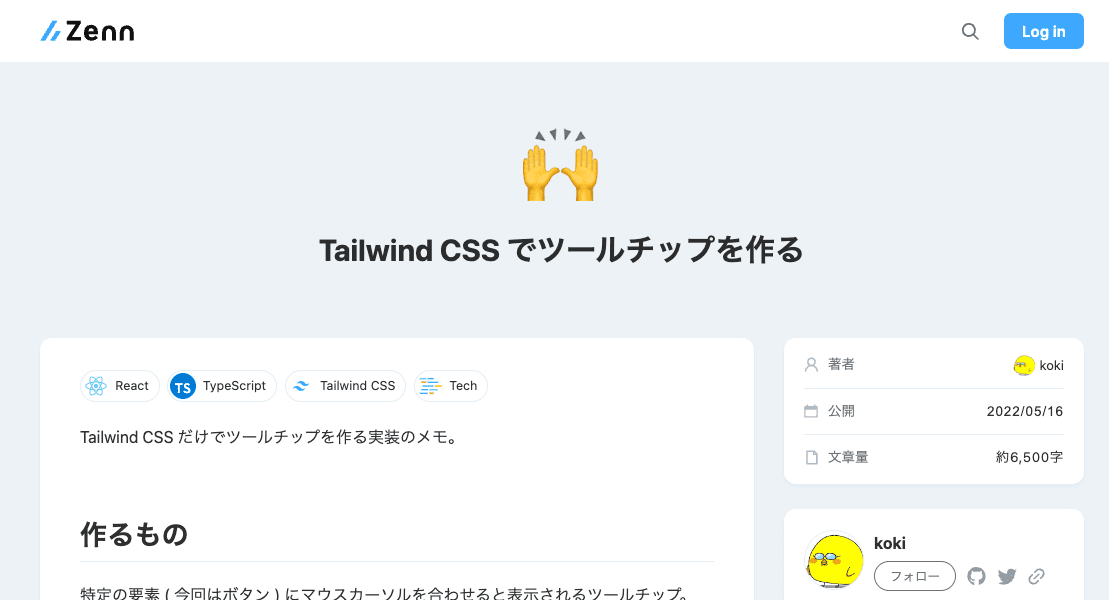 Zenn
Log in
Tailwind CSS でツールチップを作る
React
TS TypeScript
Tailwind CSS
Tech
Tailwind CSS だけでツールチップを作る実装のメモ。
作るもの
特定の要素 ( 今回はボタン ) にマウスカーソルを合わせると表示されるツールチップ。
著者 koki
公開 2022/05/16
文章量 約6,500字
koki
フォロー